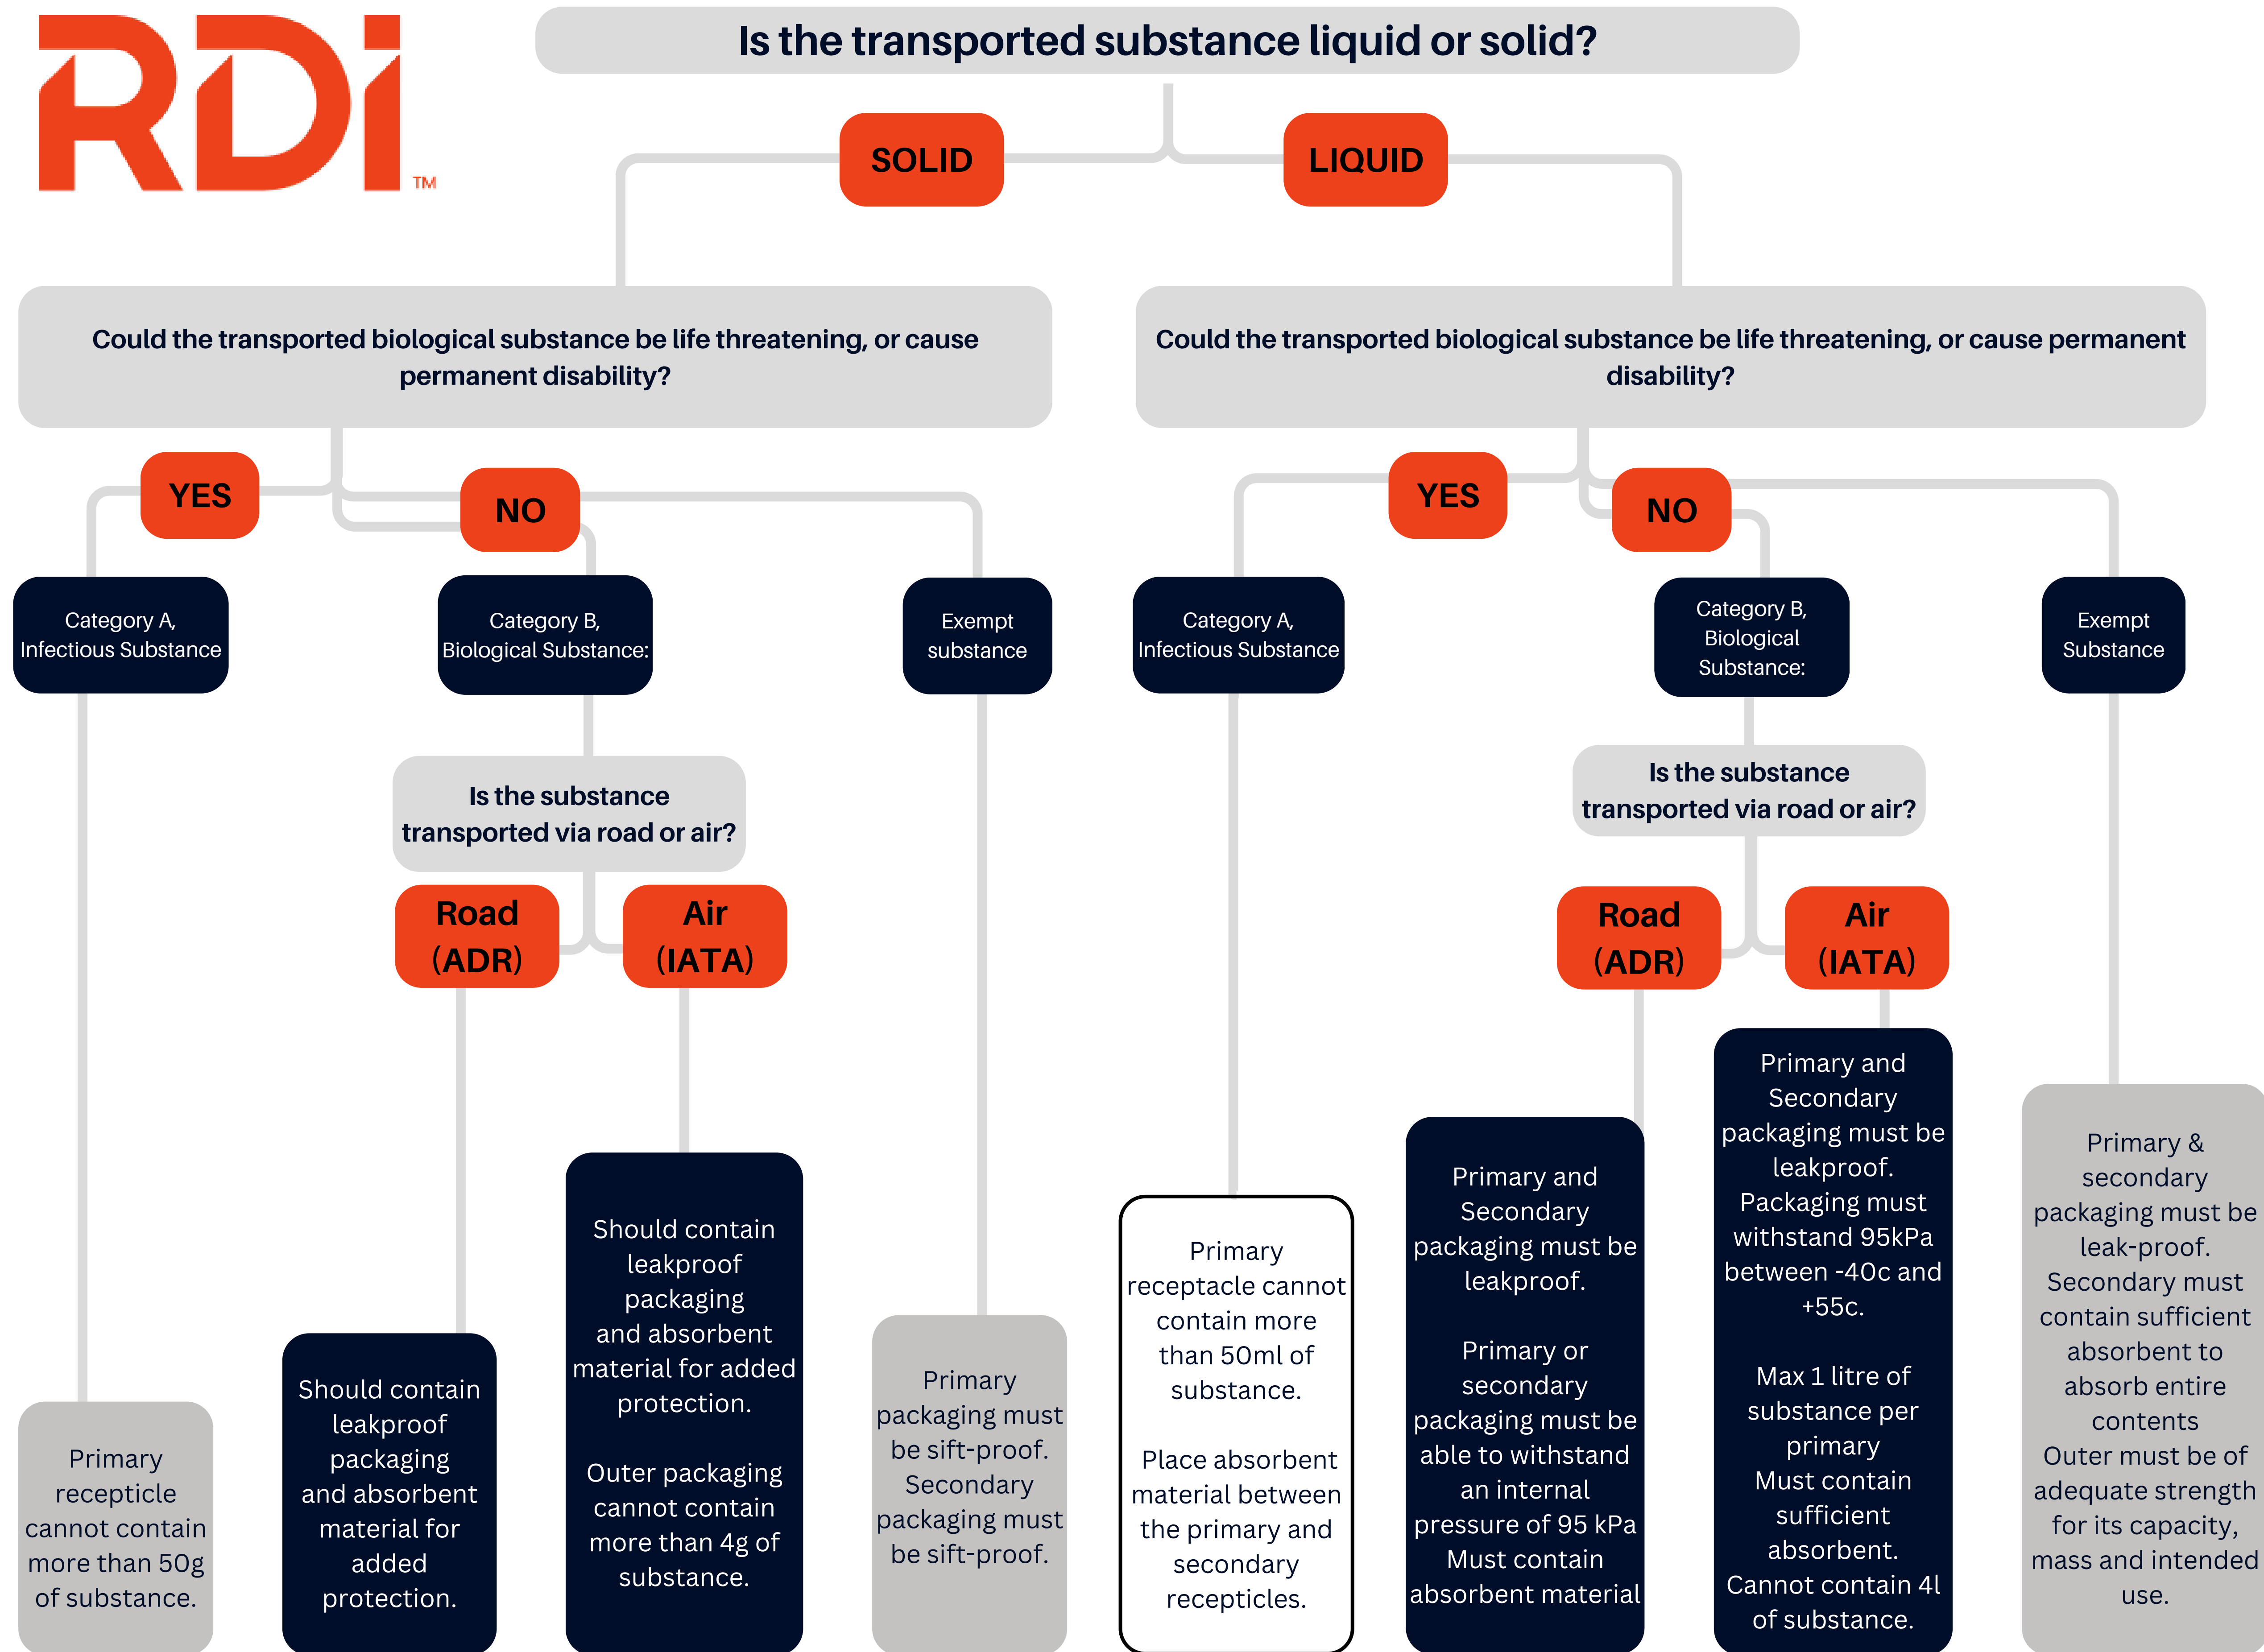 RDi
TM
Is the transported substance liquid or solid?
SOLID
LIQUID
Could the transported biological substance be life threatening, or cause
permanent disability?
Could the transported biological substance be life threatening, or cause permanent
disability?
YES
NO
YES
NO
Category A,
Infectious Substance
Category B,
Biological Substance:
Exempt
substance
Category A,
Infectious Substance
Category B,
Biological
Substance:
Exempt
Substance
Is the substance
transported via road or air?
Is the substance
transported via road or air?
Road
(ADR)
Air
(IATA)
Road
(ADR)
Air
(IATA)
Primary
recepticle
cannot contain
more than 50g
of substance.
Should contain
leakproof
packaging
and absorbent
material for
added
protection.
Should contain
leakproof
packaging
and absorbent
material for added
protection.
Outer packaging
cannot contain
more than 4g of
substance.
Primary
packaging must
be sift-proof.
Secondary
packaging must
be sift-proof.
Primary
receptacle cannot
contain more
than 50ml of
substance.
Place absorbent
material between
the primary and
secondary
recepticles.
Primary and
Secondary
packaging must be
leakproof.
Primary or
secondary
packaging must be
able to withstand
an internal
pressure of 95 kPa
Must contain
absorbent material
Primary and
Secondary
packaging must be
leakproof.
Packaging must
withstand 95kPa
between -40c and
+55c.
Max 1 litre of
substance per
primary
Must contain
sufficient
absorbent.
Cannot contain 4l
of substance.
Primary &
secondary
packaging must be
leak-proof.
Secondary must
contain sufficient
absorbent to
absorb entire
contents
Outer must be of
adequate strength
for its capacity,
mass and intended
use.